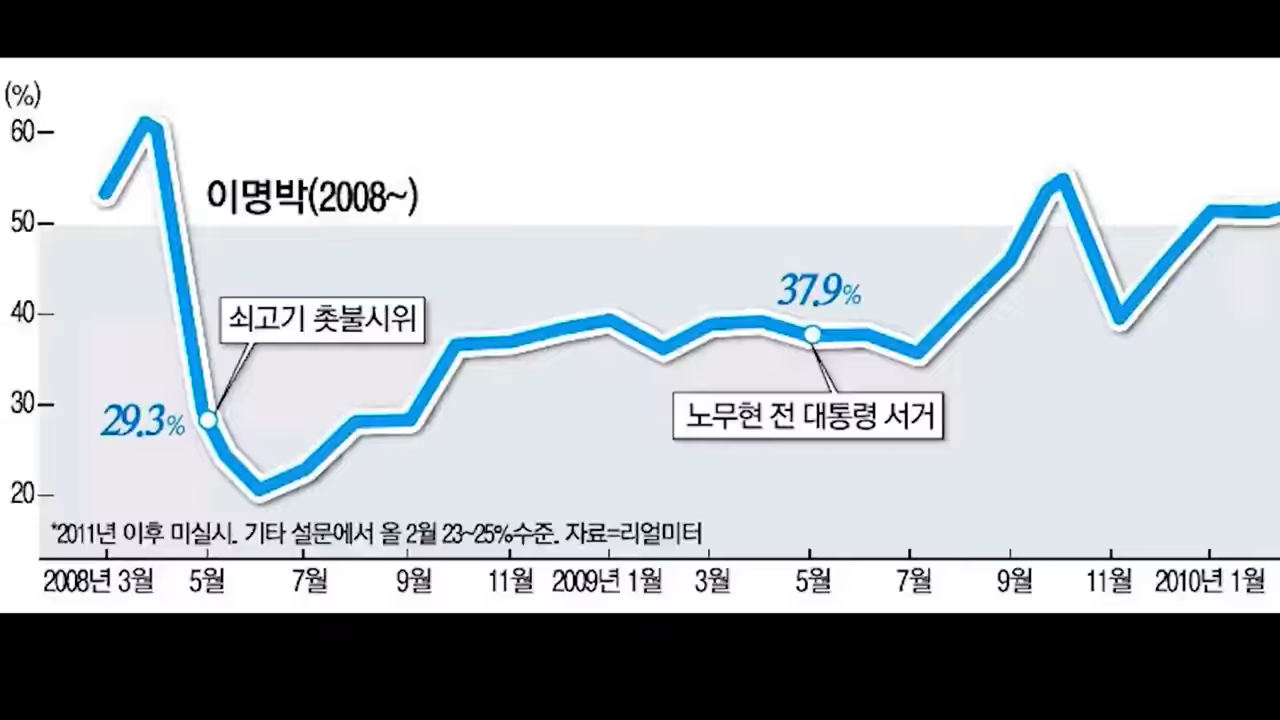 (%)
60
이명박(2008~)
50
37.9%
40
쇠고기 촛불시위
30
29.3%
노무현 전 대통령 서거
20
*2011년 이후 미실시. 기타 설문에서 올 2월 23~25%수준. 자료=리얼미터
2008년 3월 5월 7월 9월 11월 2009년 1월 3월 5월 7월 9월 11월 2010년 1월